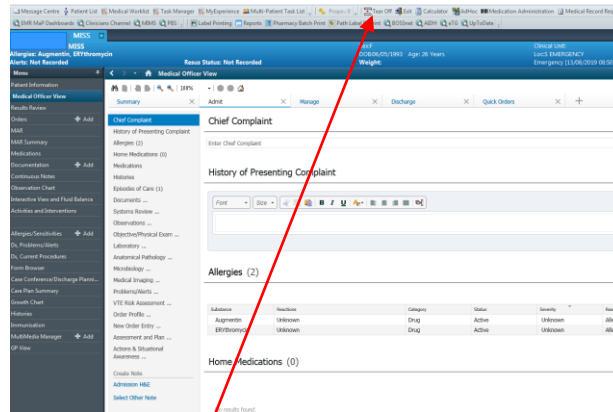 Message Centre Patient List Medical Worklist Task Manager MyExperience Multi-Patient Task List Tear Off Exit Calculator AdHoc Medication Administration Medical Record Req
EMR MaP Dashboards Clinicians Channel MIMS PBS Label Printing Reports Pharmacy Batch Print Path Label BOSSnet AIDH eTG UpToDate
MISS
MISS
Allergies: Augmentin, ERYthromycin
Alerts: Not Recorded
Resus Status: Not Recorded
DOB:06/05/1993 Age: 26 Years
Weight:
Clinical Unit:
Loc:S EMERGENCY
Emergency [13/06/2019 08:50
Menu
Medical Officer View
Patient Information
Medical Officer View
Results Review
Orders Add
MAR
MAR Summary
Medications
Documentation Add
Continuous Notes
Observation Chart
Interactive View and Fluid Balance
Activities and Interventions
Allergies/Sensitivities Add
Dx, Problems/Alerts
Dx, Current Procedures
Form Browser
Case Conference/Discharge Planni...
Care Plan Summary
Growth Chart
Histories
Immunisation
MultiMedia Manager Add
GP View
100%
Summary Admit Manage Discharge Quick Orders
Chief Complaint
History of Presenting Complaint
Allergies (2)
Home Medications (0)
Medications
Histories
Episodes of Care (1)
Documents ...
Systems Review ...
Observations ...
Objective/Physical Exam ...
Laboratory ...
Anatomical Pathology ...
Microbiology ...
Medical Imaging ...
Problems/Alerts ...
VTE Risk Assessment ...
Order Profile ...
New Order Entry ...
Assessment and Plan ...
Actions & Situational
Awareness ...
Create Note
Admission H&E
Select Other Note
Chief Complaint
Enter Chief Complaint
History of Presenting Complaint
Font Size B I U
Allergies (2)
Substance Reactions Category Status Severity
Augmentin Unknown Drug Active Unknown
ERYthromycin Unknown Drug Active Unknown
Home Medications (0)
results found